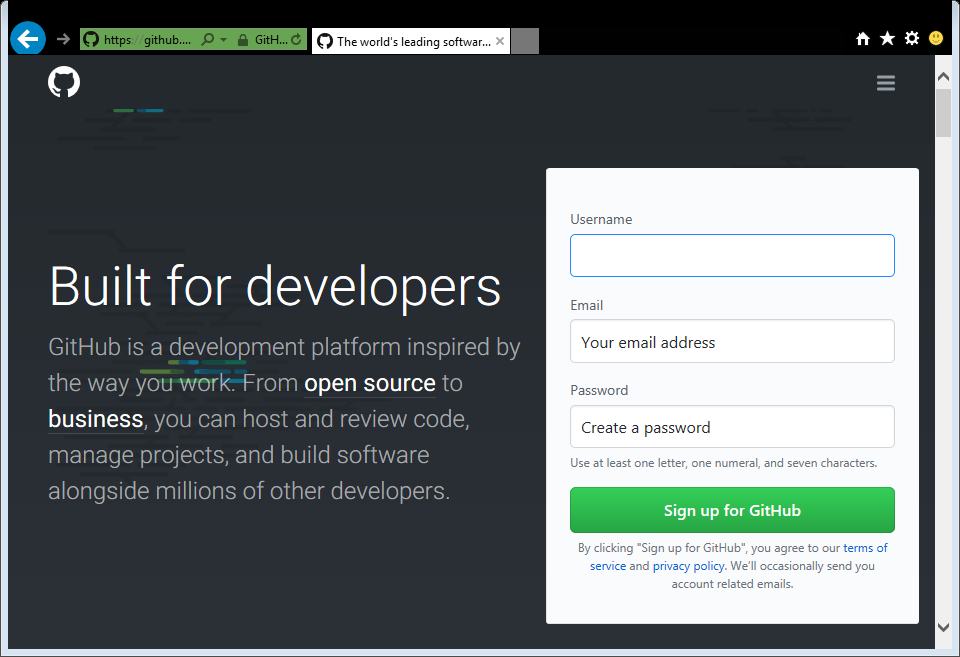 https://github.... GitH...
The world's leading softwar...
Username
Built for developers
GitHub is a development platform inspired by
the way you work. From open source to
business, you can host and review code,
manage projects, and build software
alongside millions of other developers.
Email
Your email address
Password
Create a password
Use at least one letter, one numeral, and seven characters.
Sign up for GitHub
By clicking "Sign up for GitHub", you agree to our terms of
service and privacy policy. We’ll occasionally send you
account related emails.